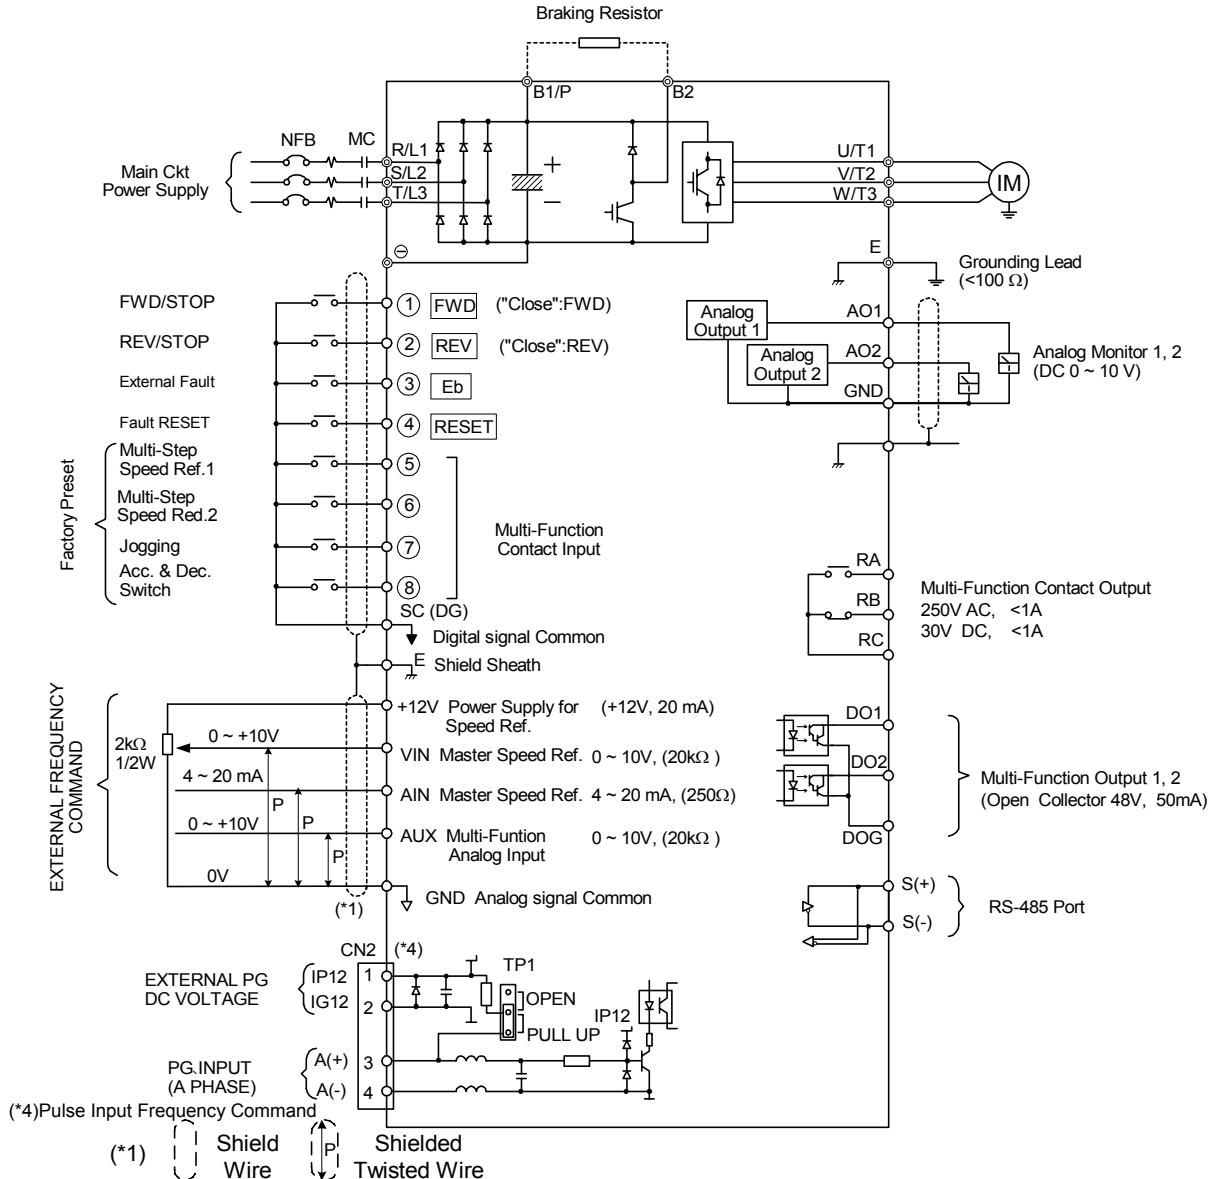 Braking Resistor
B1/P
B2
NFB
MC
R/L1
S/L2
T/L3
Main Ckt
Power Supply
+
−
⊖
U/T1
V/T2
W/T3
IM
E
Grounding Lead
(<100 Ω)
FWD/STOP
1
FWD
("Close":FWD)
REV/STOP
2
REV
("Close":REV)
External Fault
3
Eb
Fault RESET
4
RESET
Factory Preset
Multi-Step
Speed Ref.1
5
Multi-Step
Speed Red.2
6
Jogging
7
Acc. & Dec.
Switch
8
Multi-Function
Contact Input
SC (DG)
Digital signal Common
E
Shield Sheath
Analog
Output 1
AO1
Analog
Output 2
AO2
GND
Analog Monitor 1, 2
(DC 0 ~ 10 V)
RA
RB
RC
Multi-Function Contact Output
250V AC, <1A
30V DC, <1A
EXTERNAL FREQUENCY
COMMAND
2kΩ
1/2W
0 ~ +10V
4 ~ 20 mA
0 ~ +10V
0V
P
P
P
(*1)
+12V Power Supply for
Speed Ref.
(+12V, 20 mA)
VIN Master Speed Ref. 0 ~ 10V, (20kΩ )
AIN Master Speed Ref. 4 ~ 20 mA, (250Ω)
AUX Multi-Funtion
Analog Input
0 ~ 10V, (20kΩ )
GND Analog signal Common
DO1
DO2
DOG
Multi-Function Output 1, 2
(Open Collector 48V, 50mA)
S(+)
S(-)
RS-485 Port
CN2
(*4)
EXTERNAL PG
DC VOLTAGE
IP12
IG12
1
2
TP1
OPEN
PULL UP
IP12
PG.INPUT
(A PHASE)
A(+)
A(-)
3
4
(*4)Pulse Input Frequency Command
(*1)
Shield
Wire
P
Shielded
Twisted Wire